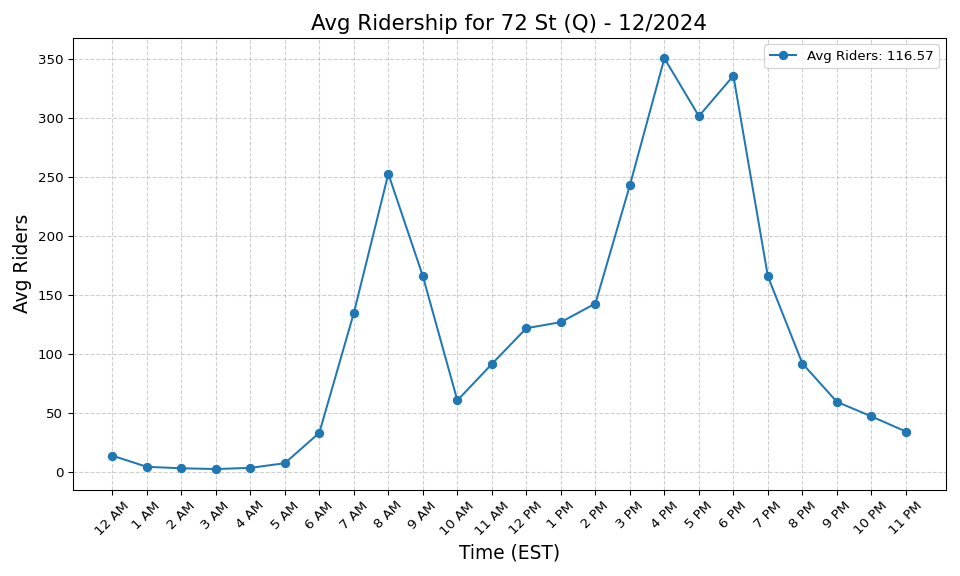 Avg Ridership for 72 St (Q) - 12/2024
Avg Riders: 116.57
Avg Riders
350
300
250
200
150
100
50
0
12 AM
1 AM
2 AM
3 AM
4 AM
5 AM
6 AM
7 AM
8 AM
9 AM
10 AM
11 AM
12 PM
1 PM
2 PM
3 PM
4 PM
5 PM
6 PM
7 PM
8 PM
9 PM
10 PM
11 PM
Time (EST)